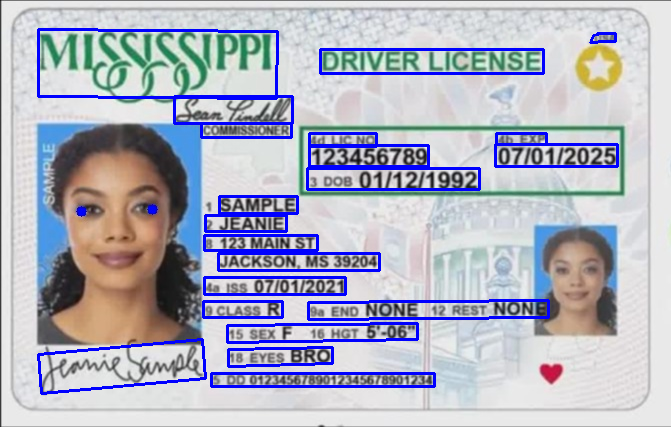 MISSISSIPPI
DRIVER LICENSE
Sean Tindell
COMMISSIONER
SAMPLE
4d LIC NO 4b EXP
123456789 07/01/2025
3 DOB 01/12/1992
1 SAMPLE
2 JEANIE
8 123 MAIN ST
JACKSON, MS 39204
4a ISS 07/01/2021
9 CLASS R 9a END NONE 12 REST NONE
15 SEX F 16 HGT 5'-06"
18 EYES BRO
Jeanie Sample
5 DD 0123456789012345678901234